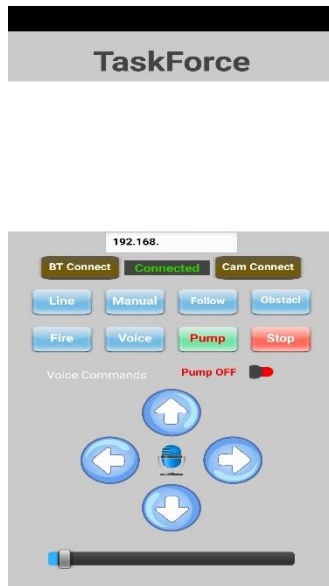 TaskForce
192.168.
BT Connect Connected Cam Connect
Line Manual Follow Obstacl
Fire Voice Pump Stop
Voice Commands Pump OFF